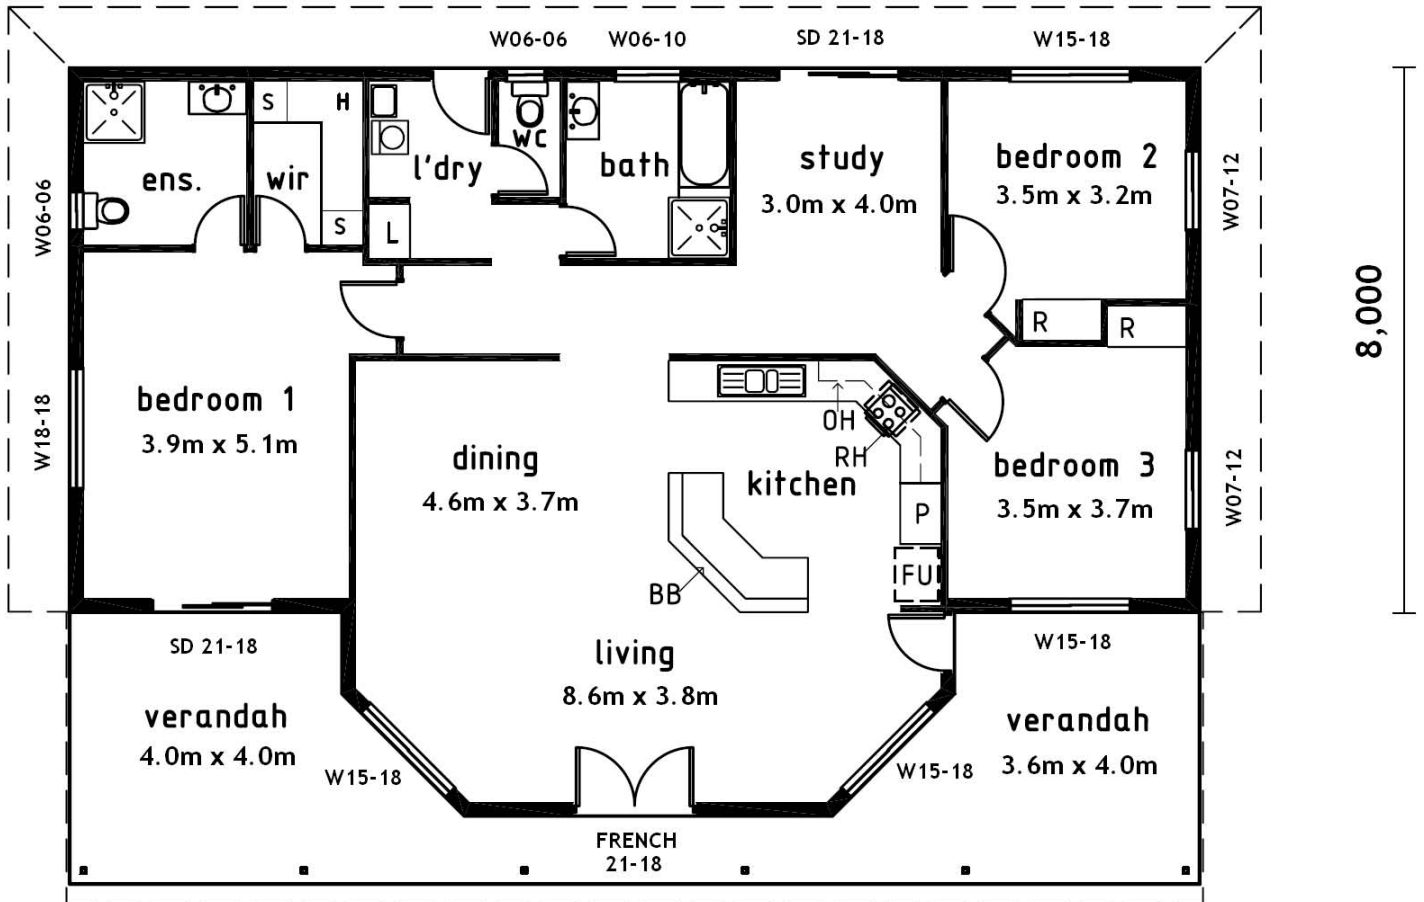 W06-06
W06-10
SD 21-18
W15-18
S
H
WC
ens.
wir
l'dry
bath
study
3.0m x 4.0m
bedroom 2
3.5m x 3.2m
W06-06
W07-12
S
L
R
R
8,000
bedroom 1
3.9m x 5.1m
W18-18
dining
4.6m x 3.7m
OH
RH
kitchen
P
FU
BB
bedroom 3
3.5m x 3.7m
W07-12
living
8.6m x 3.8m
SD 21-18
W15-18
verandah
4.0m x 4.0m
verandah
3.6m x 4.0m
W15-18
W15-18
FRENCH
21-18